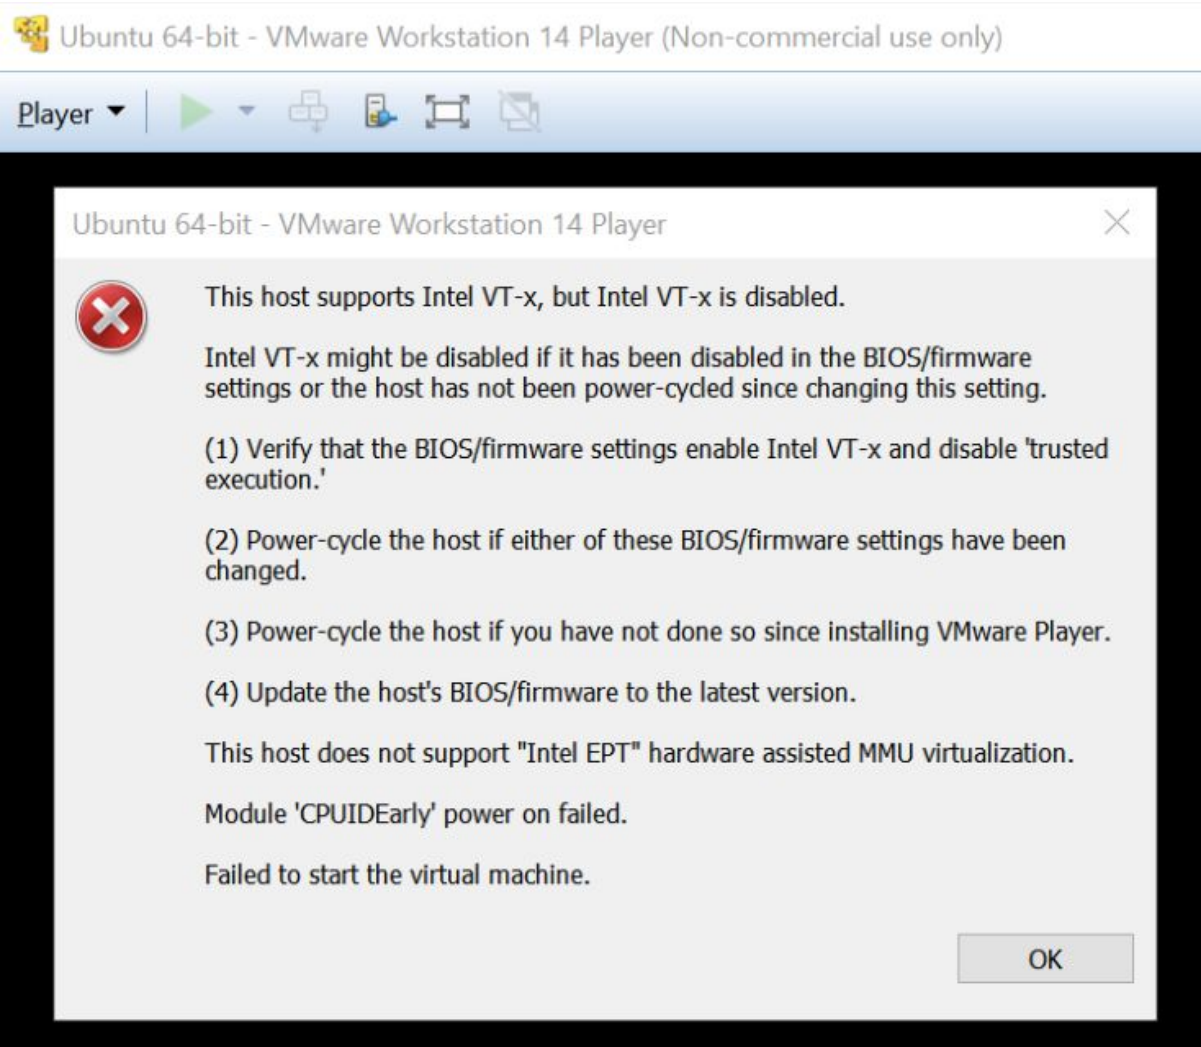 Ubuntu 64-bit - VMware Workstation 14 Player (Non-commercial use only)
Player
Ubuntu 64-bit - VMware Workstation 14 Player
This host supports Intel VT-x, but Intel VT-x is disabled.
Intel VT-x might be disabled if it has been disabled in the BIOS/firmware
settings or the host has not been power-cycled since changing this setting.
(1) Verify that the BIOS/firmware settings enable Intel VT-x and disable 'trusted
execution.'
(2) Power-cycle the host if either of these BIOS/firmware settings have been
changed.
(3) Power-cycle the host if you have not done so since installing VMware Player.
(4) Update the host's BIOS/firmware to the latest version.
This host does not support "Intel EPT" hardware assisted MMU virtualization.
Module 'CPUIDEarly' power on failed.
Failed to start the virtual machine.
OK